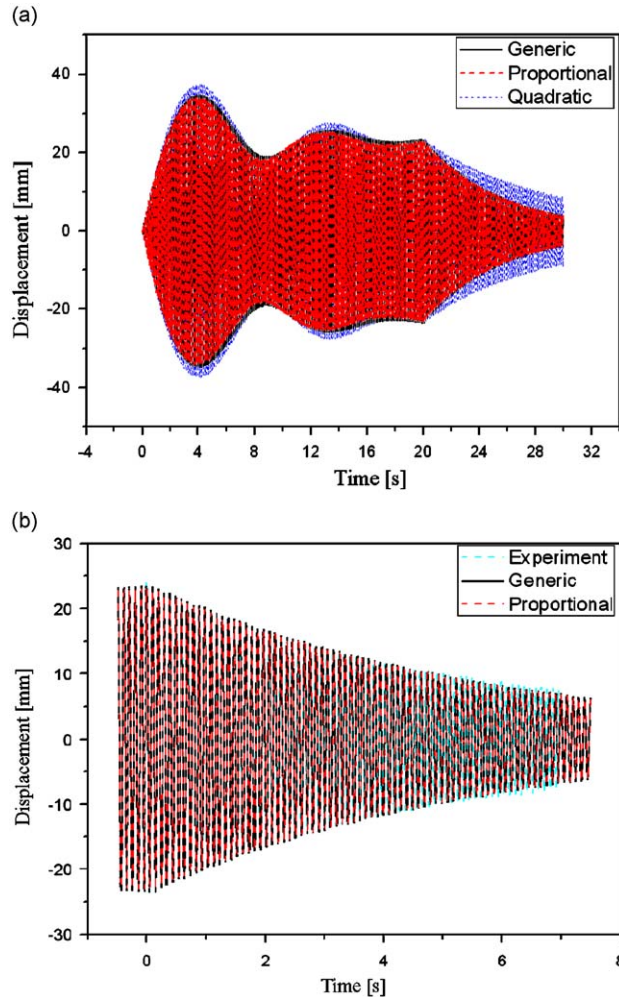 (a)
Generic
Proportional
Quadratic
40
20
0
-20
-40
Displacement [mm]
-4 0 4 8 12 16 20 24 28 32
Time [s]
(b)
Experiment
Generic
Proportional
30
20
10
0
-10
-20
-30
Displacement [mm]
0 2 4 6 8
Time [s]